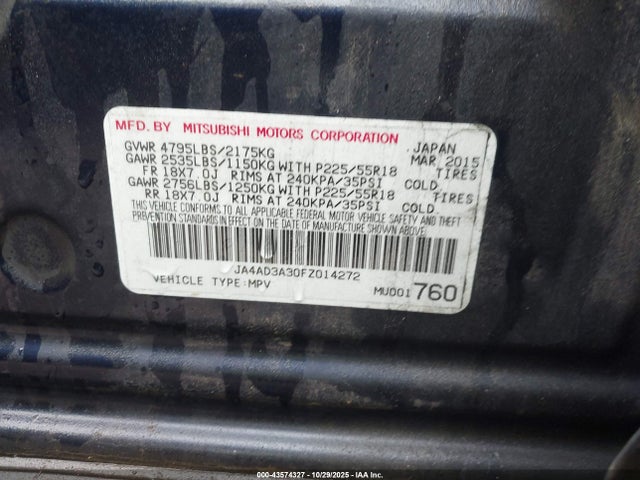 MFD. BY MITSUBISHI MOTORS CORPORATION JAPAN
GVWR 4795LBS/2175KG MAR 2015
GAWR 2535LBS/1150KG WITH P225/55R18 TIRES
FR 18X7.0J RIMS AT 240KPA/35PSI COLD.
GAWR 2756LBS/1250KG WITH P225/55R18 TIRES
RR 18X7.0J RIMS AT 240KPA/35PSI COLD.
THIS VEHICLE CONFORMS TO ALL APPLICABLE FEDERAL MOTOR VEHICLE SAFETY AND THEFT
PREVENTION STANDARDS IN EFFECT ON THE DATE OF MANUFACTURE SHOWN ABOVE.
JA4AD3A30FZ014272
VEHICLE TYPE:MPV MU001 760
000-43574327 - 10/29/2025 - IAAI, Inc.